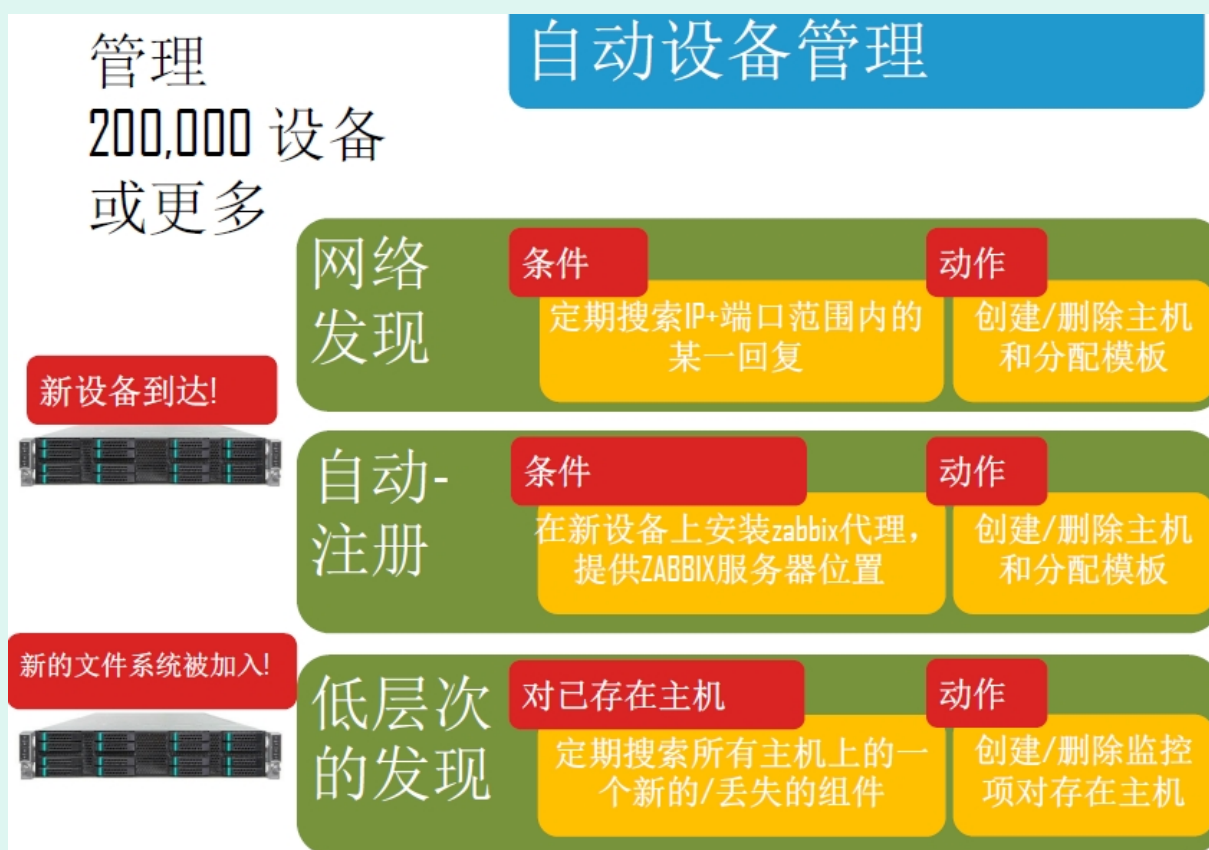 管理
200,000 设备
或更多
自动设备管理
网络
发现
条件
定期搜索IP+端口范围内的
某一回复
动作
创建/删除主机
和分配模板
新设备到达!
自动-
注册
条件
在新设备上安装zabbix代理，
提供ZABBIX服务器位置
动作
创建/删除主机
和分配模板
新的文件系统被加入!
低层次
的发现
对已存在主机
定期搜索所有主机上的一
个新的/丢失的组件
动作
创建/删除监控
项对存在主机